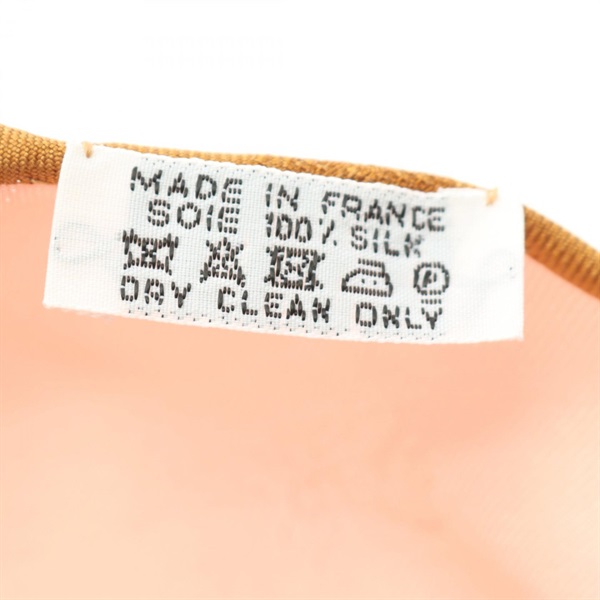 MADE IN FRANCE
SOIE 100% SILK
P
DRY CLEAN ONLY